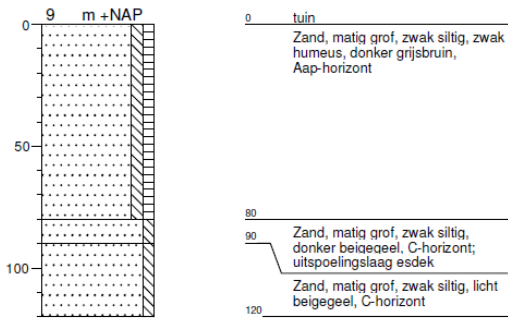 9 m +NAP
0
50
100
0 tuin
Zand, matig grof, zwak siltig, zwak
humeus, donker grijsbruin,
Aap-horizont
80
Zand, matig grof, zwak siltig,
donker beigegeel, C-horizont;
uitspoelingslaag esdek
90
Zand, matig grof, zwak siltig, licht
beigegeel, C-horizont
120